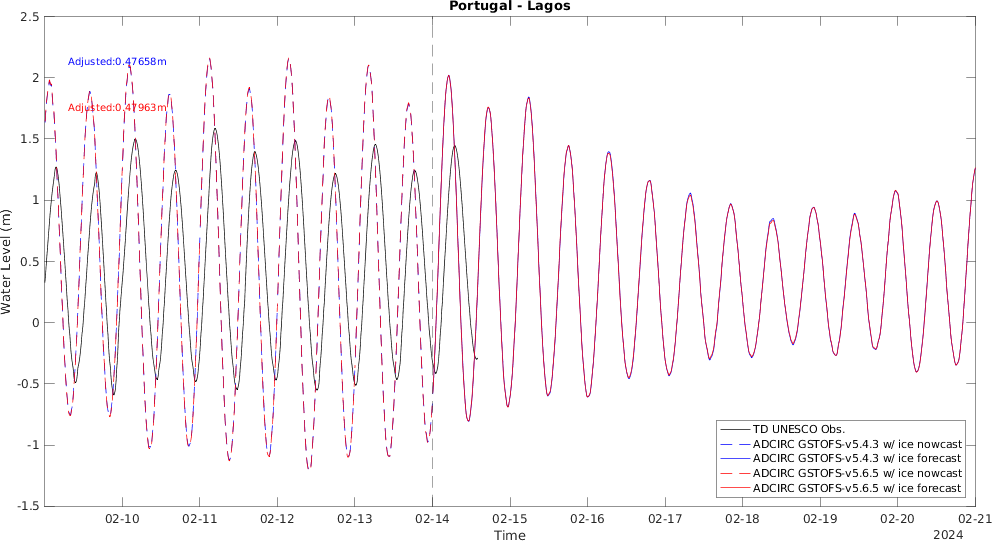 Portugal - Lagos
2.5
2
1.5
1
0.5
0
-0.5
-1
-1.5
Water Level (m)
Adjusted:0.47658m
Adjusted:0.47963m
TD UNESCO Obs.
ADCIRC GSTOFS-v5.4.3 w/ ice nowcast
ADCIRC GSTOFS-v5.4.3 w/ ice forecast
ADCIRC GSTOFS-v5.6.5 w/ ice nowcast
ADCIRC GSTOFS-v5.6.5 w/ ice forecast
02-10 02-11 02-12 02-13 02-14 02-15 02-16 02-17 02-18 02-19 02-20 02-21
Time
2024